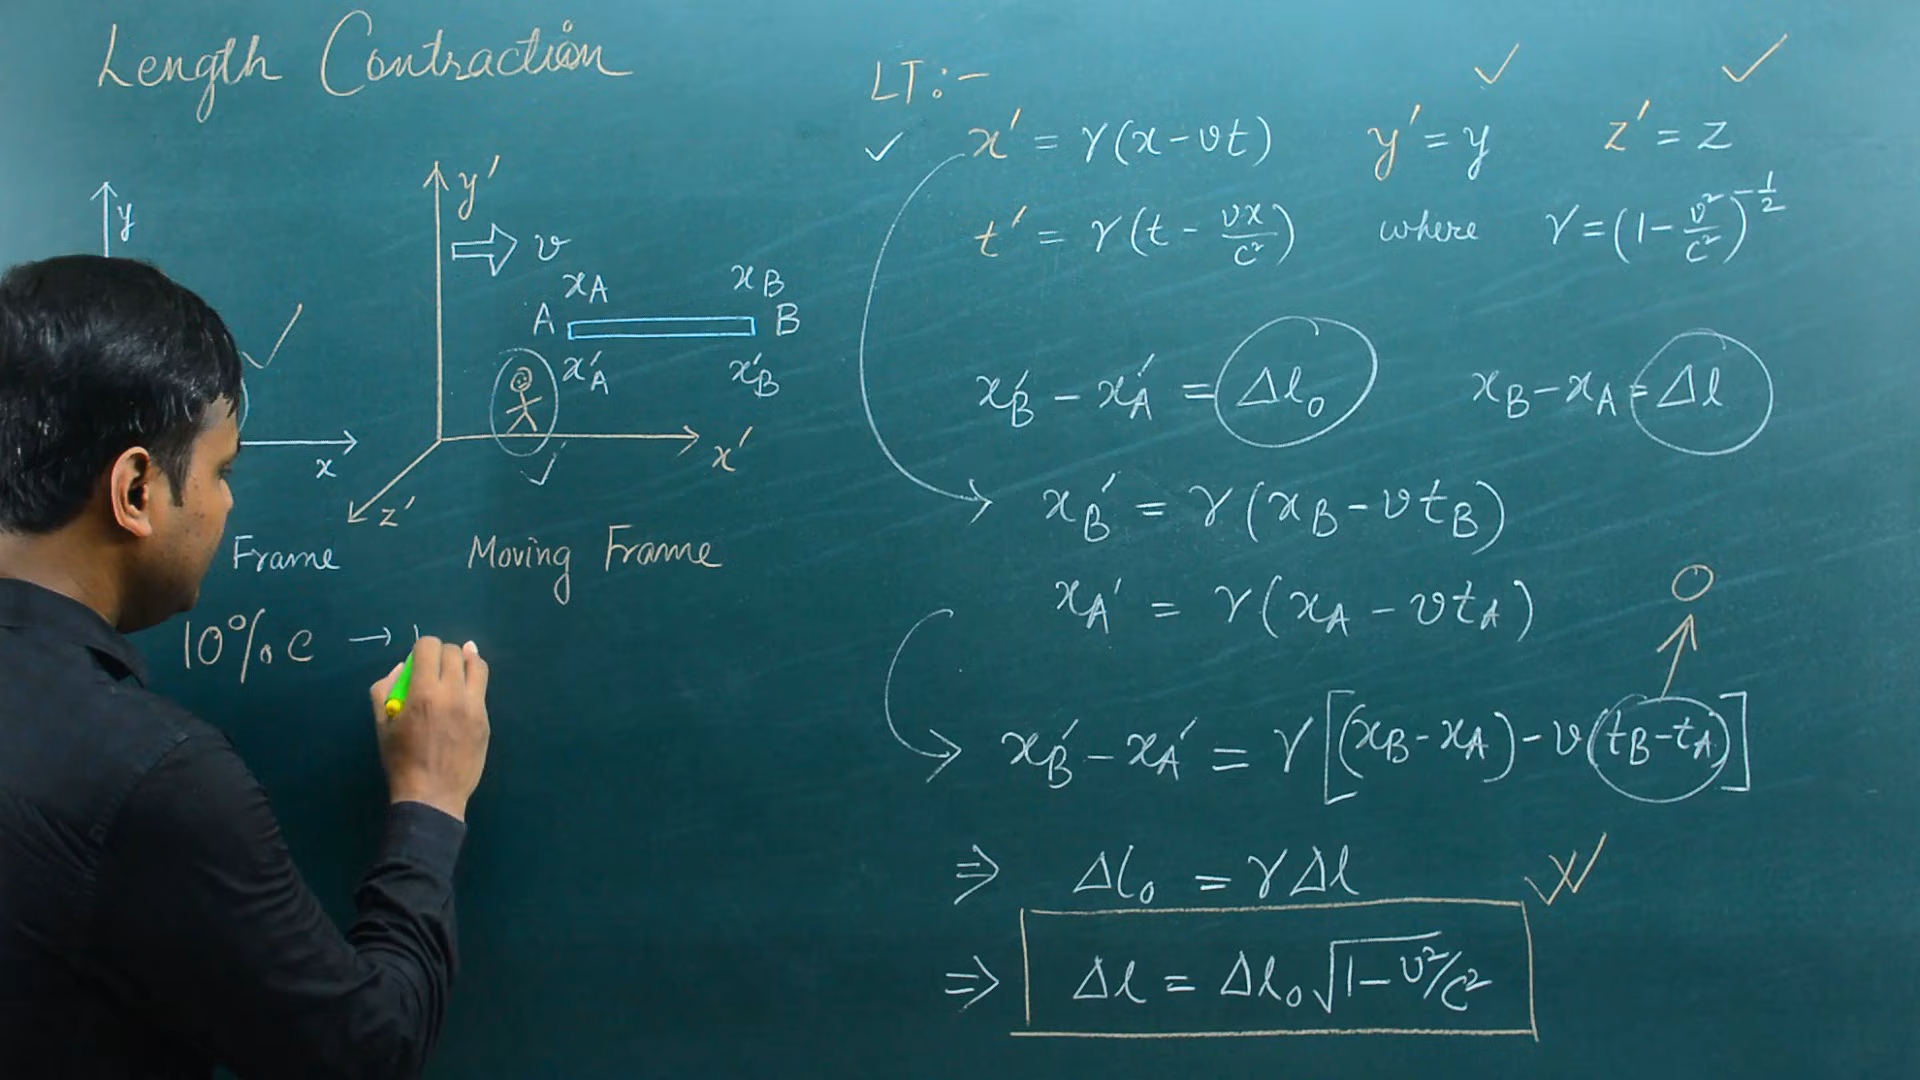 Length Contraction
y
y′
v
x_A x_B
A B
x′_A x′_B
x
x′
z′
Frame Moving Frame
10% c →
LT:-
x′ = γ(x-vt) y′ = y z′ = z
t′ = γ(t - vx/c²) where γ = (1 - v²/c²)^(-1/2)
x′_B - x′_A = Δl₀ x_B - x_A = Δl
x_B′ = γ(x_B - vt_B)
x_A′ = γ(x_A - vt_A)
0
x_B′ - x_A′ = γ[(x_B - x_A) - v(t_B - t_A)]
⇒ Δl₀ = γΔl
⇒ Δl = Δl₀√(1 - v²/c²)